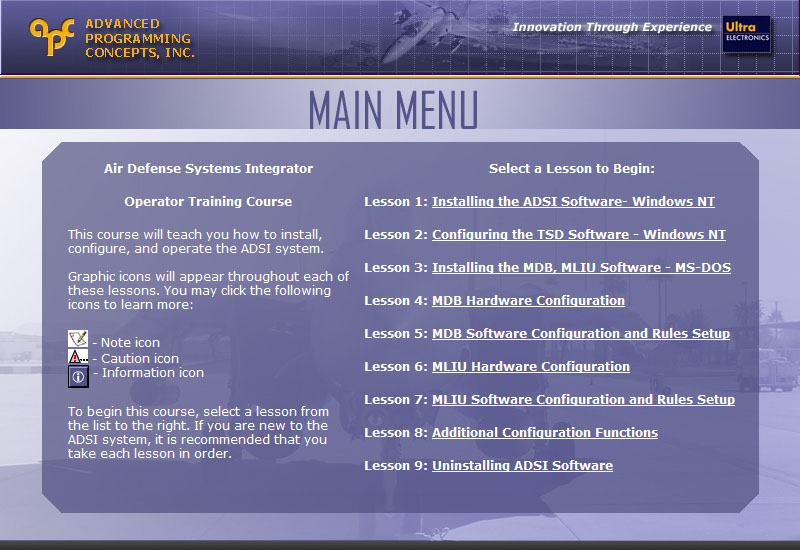 apc
ADVANCED
PROGRAMMING
CONCEPTS, INC.
Innovation Through Experience
Ultra
ELECTRONICS
MAIN MENU
Air Defense Systems Integrator
Operator Training Course
This course will teach you how to install,
configure, and operate the ADSI system.
Graphic icons will appear throughout each of
these lessons. You may click the following
icons to learn more:
- Note icon
- Caution icon
- Information icon
To begin this course, select a lesson from
the list to the right. If you are new to the
ADSI system, it is recommended that you
take each lesson in order.
Select a Lesson to Begin:
Lesson 1: Installing the ADSI Software- Windows NT
Lesson 2: Configuring the TSD Software - Windows NT
Lesson 3: Installing the MDB, MLIU Software - MS-DOS
Lesson 4: MDB Hardware Configuration
Lesson 5: MDB Software Configuration and Rules Setup
Lesson 6: MLIU Hardware Configuration
Lesson 7: MLIU Software Configuration and Rules Setup
Lesson 8: Additional Configuration Functions
Lesson 9: Uninstalling ADSI Software